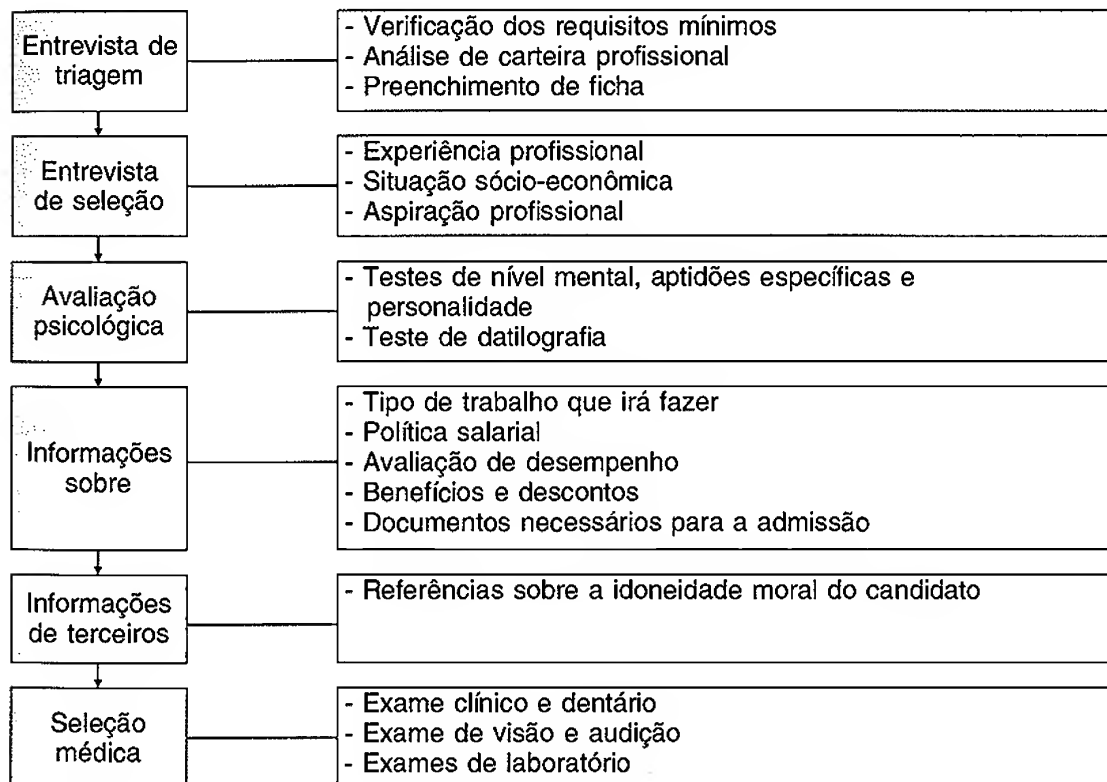 Entrevista de
triagem
- Verificação dos requisitos mínimos
- Análise de carteira profissional
- Preenchimento de ficha
Entrevista
de seleção
- Experiência profissional
- Situação sócio-econômica
- Aspiração profissional
Avaliação
psicológica
- Testes de nível mental, aptidões específicas e
personalidade
- Teste de datilografia
Informações
sobre
- Tipo de trabalho que irá fazer
- Política salarial
- Avaliação de desempenho
- Benefícios e descontos
- Documentos necessários para a admissão
Informações
de terceiros
- Referências sobre a idoneidade moral do candidato
Seleção
médica
- Exame clínico e dentário
- Exame de visão e audição
- Exames de laboratório